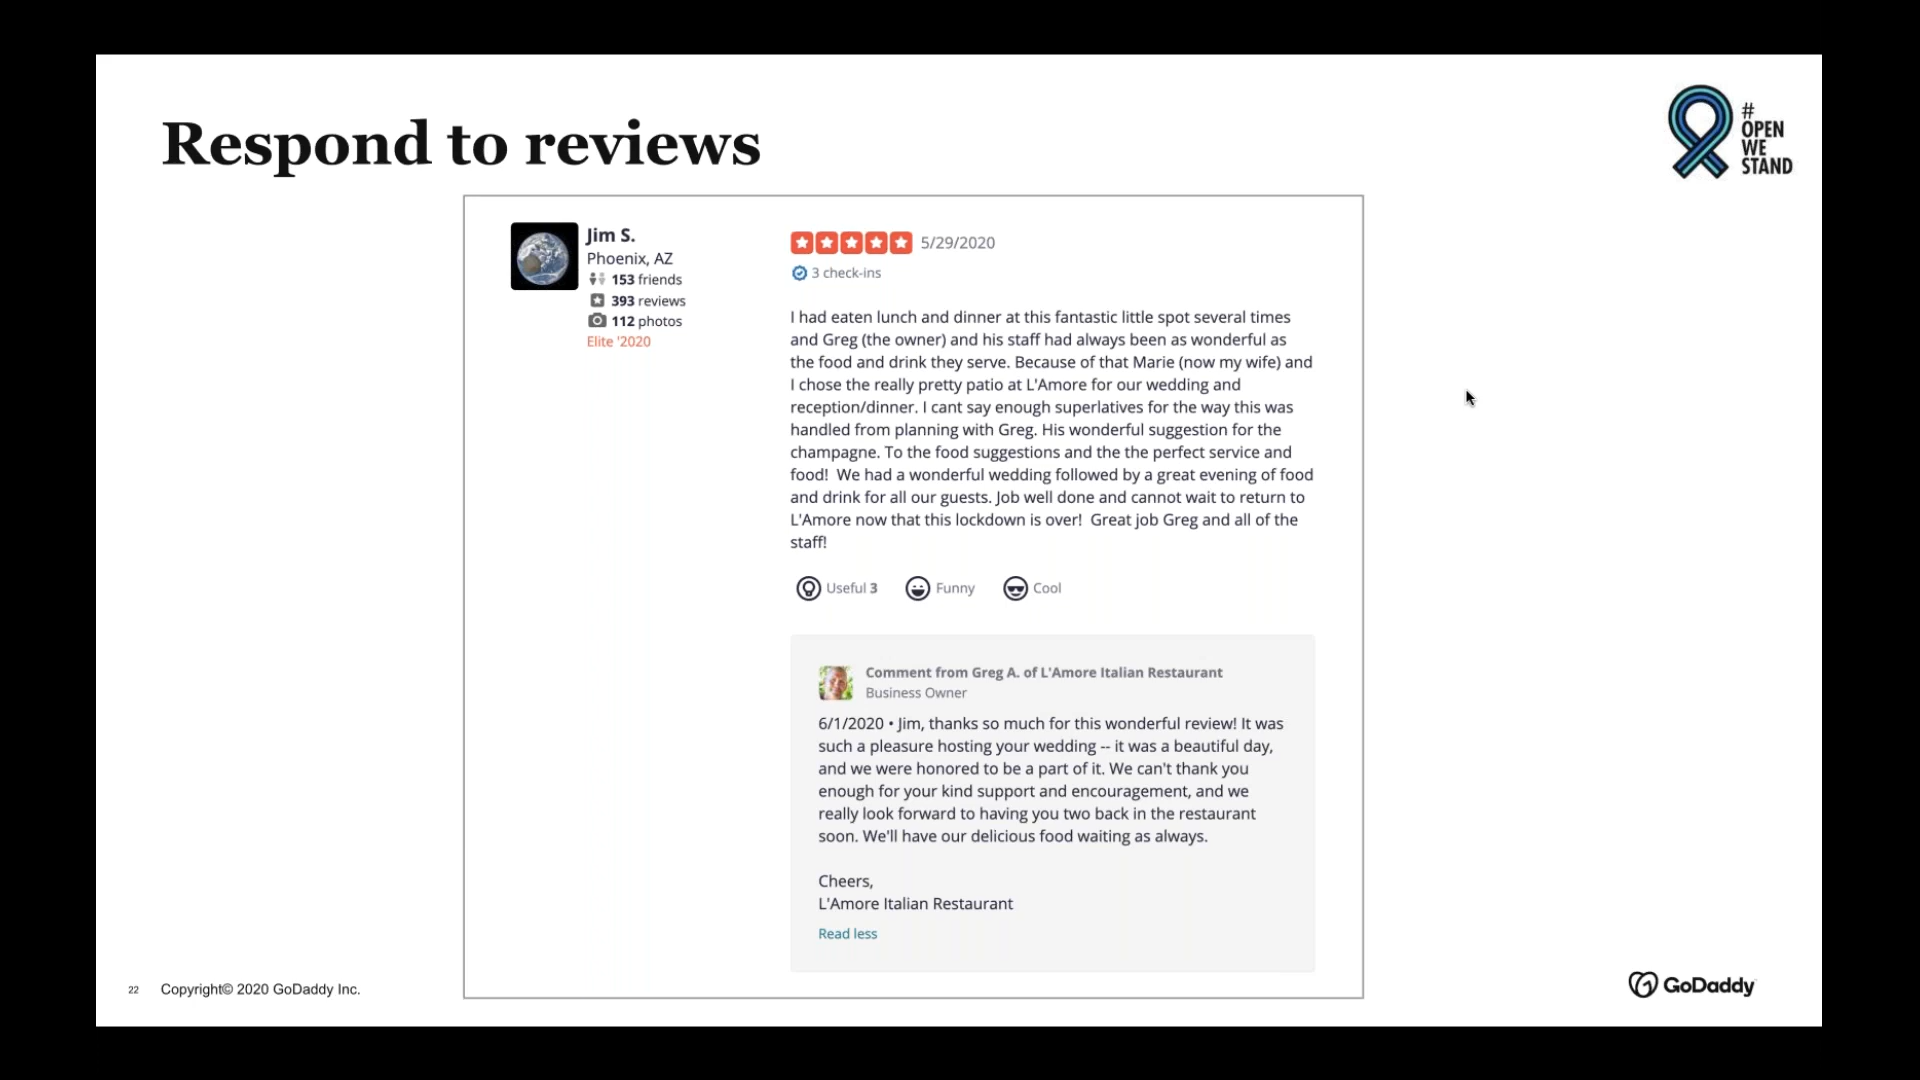 Respond to reviews
#
OPEN
WE
STAND
Jim S.
Phoenix, AZ
153 friends
393 reviews
112 photos
Elite '2020
5/29/2020
3 check-ins
I had eaten lunch and dinner at this fantastic little spot several times
and Greg (the owner) and his staff had always been as wonderful as
the food and drink they serve. Because of that Marie (now my wife) and
I chose the really pretty patio at L'Amore for our wedding and
reception/dinner. I cant say enough superlatives for the way this was
handled from planning with Greg. His wonderful suggestion for the
champagne. To the food suggestions and the the perfect service and
food!  We had a wonderful wedding followed by a great evening of food
and drink for all our guests. Job well done and cannot wait to return to
L'Amore now that this lockdown is over!  Great job Greg and all of the
staff!
Useful 3 Funny Cool
Comment from Greg A. of L'Amore Italian Restaurant
Business Owner
6/1/2020 • Jim, thanks so much for this wonderful review! It was
such a pleasure hosting your wedding -- it was a beautiful day,
and we were honored to be a part of it. We can't thank you
enough for your kind support and encouragement, and we
really look forward to having you two back in the restaurant
soon. We'll have our delicious food waiting as always.
Cheers,
L'Amore Italian Restaurant
Read less
22 Copyright© 2020 GoDaddy Inc.
GoDaddy